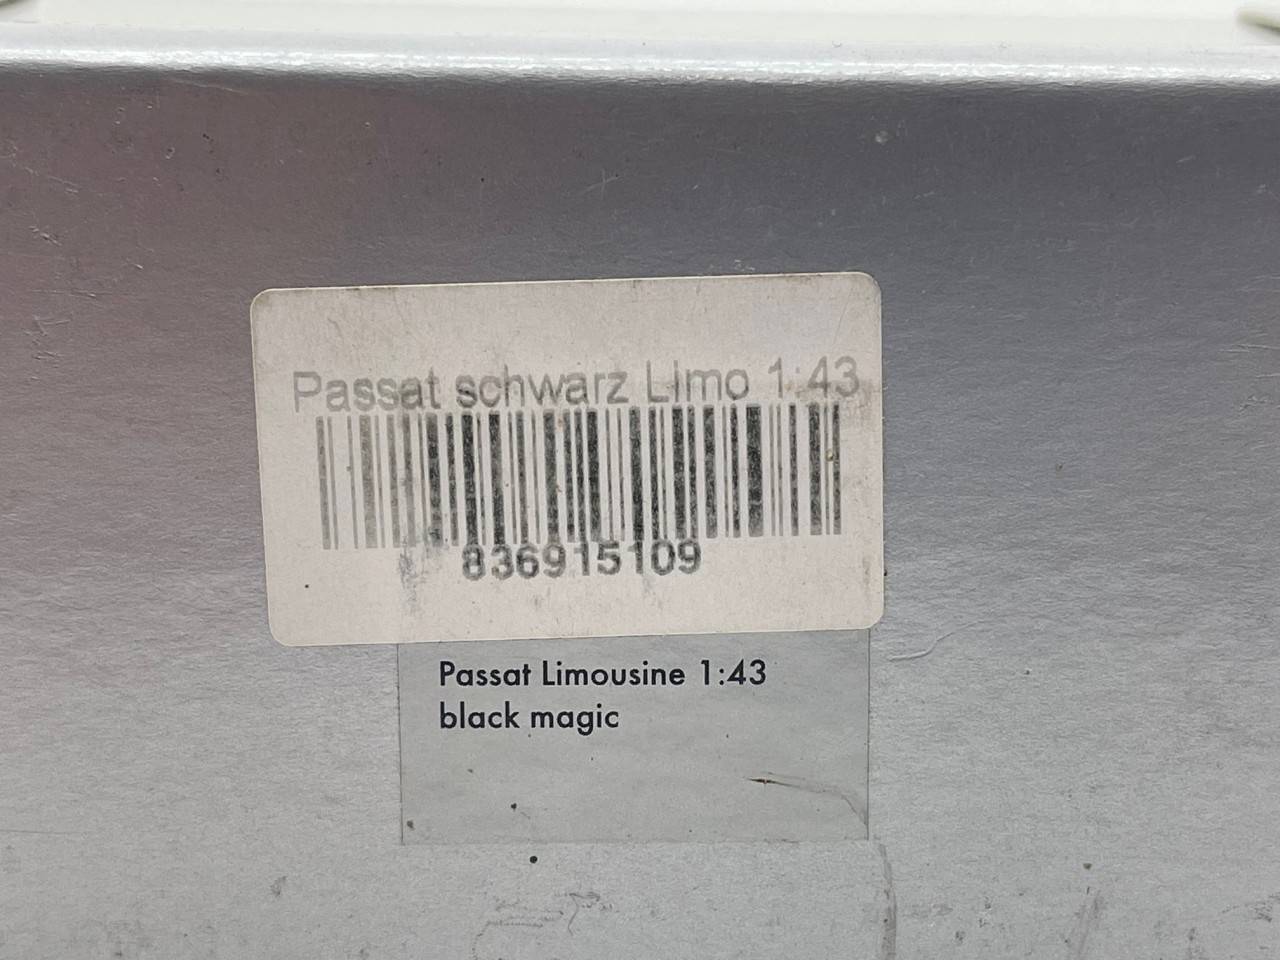 Passat schwarz Limo 1:43
836915109
Passat Limousine 1:43
black magic